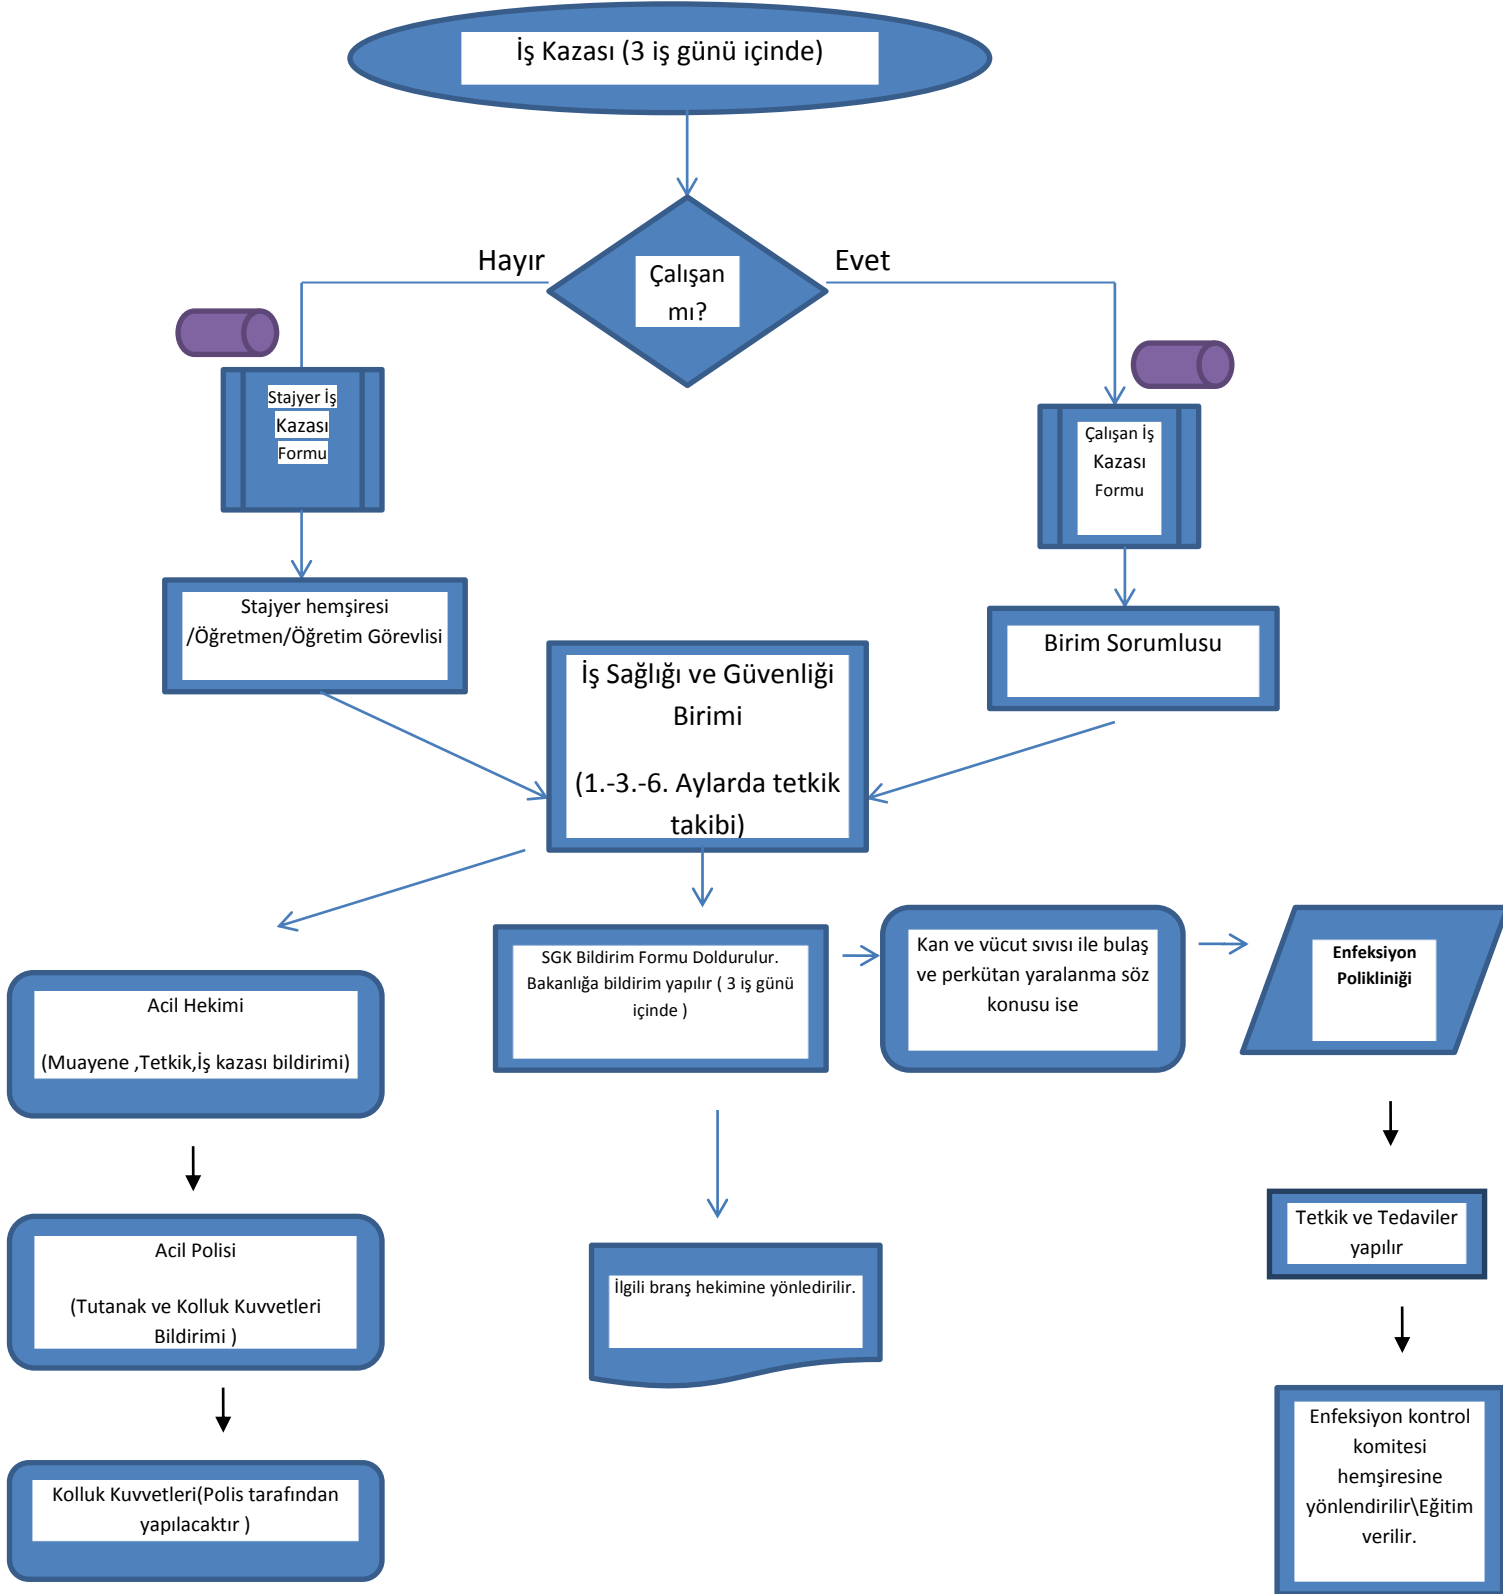 İş Kazası (3 iş günü içinde)
Hayır
Evet
Çalışan
mı?
Stajyer İş
Kazası
Formu
Çalışan İş
Kazası
Formu
Stajyer hemşiresi
/Öğretmen/Öğretim Görevlisi
Birim Sorumlusu
İş Sağlığı ve Güvenliği
Birimi
(1.-3.-6. Aylarda tetkik
takibi)
Acil Hekimi
(Muayene ,Tetkik,İş kazası bildirimi)
SGK Bildirim Formu Doldurulur.
Bakanlığa bildirim yapılır ( 3 iş günü
içinde )
Kan ve vücut sıvısı ile bulaş
ve perkütan yaralanma söz
konusu ise
Enfeksiyon
Polikliniği
Acil Polisi
(Tutanak ve Kolluk Kuvvetleri
Bildirimi )
İlgili branş hekimine yönledirilir.
Tetkik ve Tedaviler
yapılır
Kolluk Kuvvetleri(Polis tarafından
yapılacaktır )
Enfeksiyon kontrol
komitesi
hemşiresine
yönlendirilir\Eğitim
verilir.